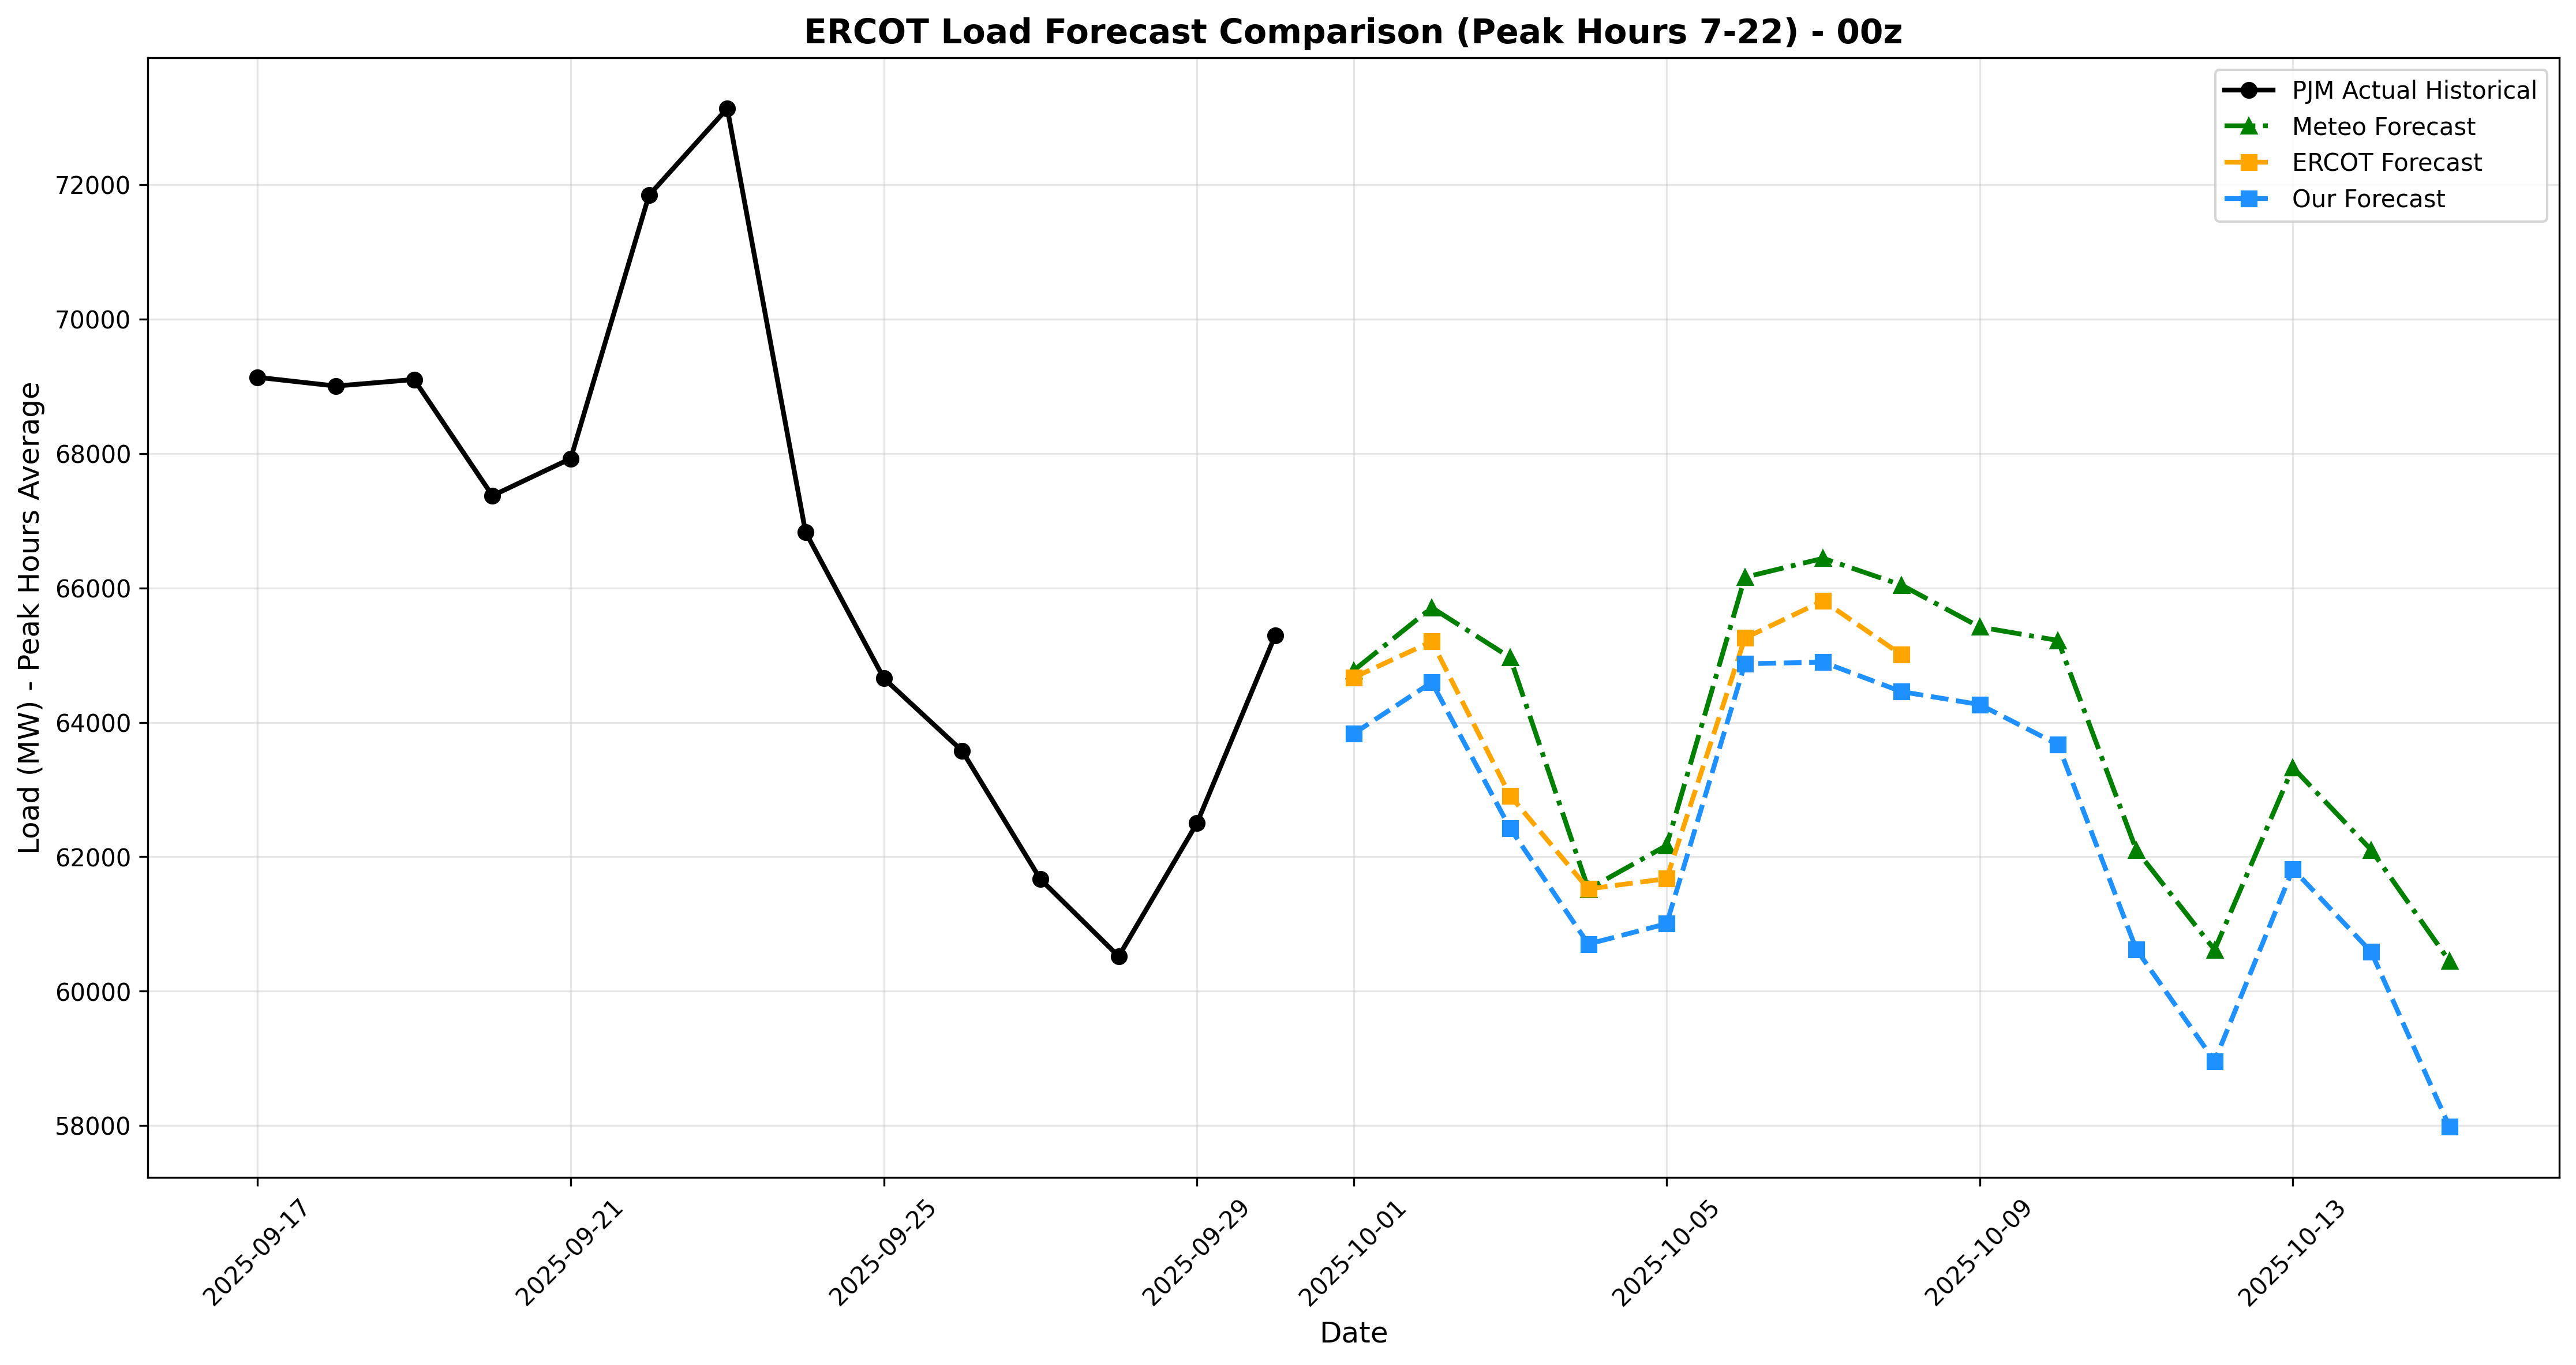 ERCOT Load Forecast Comparison (Peak Hours 7-22) - 00z
PJM Actual Historical
Meteo Forecast
ERCOT Forecast
Our Forecast
Load (MW) - Peak Hours Average
72000
70000
68000
66000
64000
62000
60000
58000
2025-09-17
2025-09-21
2025-09-25
2025-09-29
2025-10-01
2025-10-05
2025-10-09
2025-10-13
Date